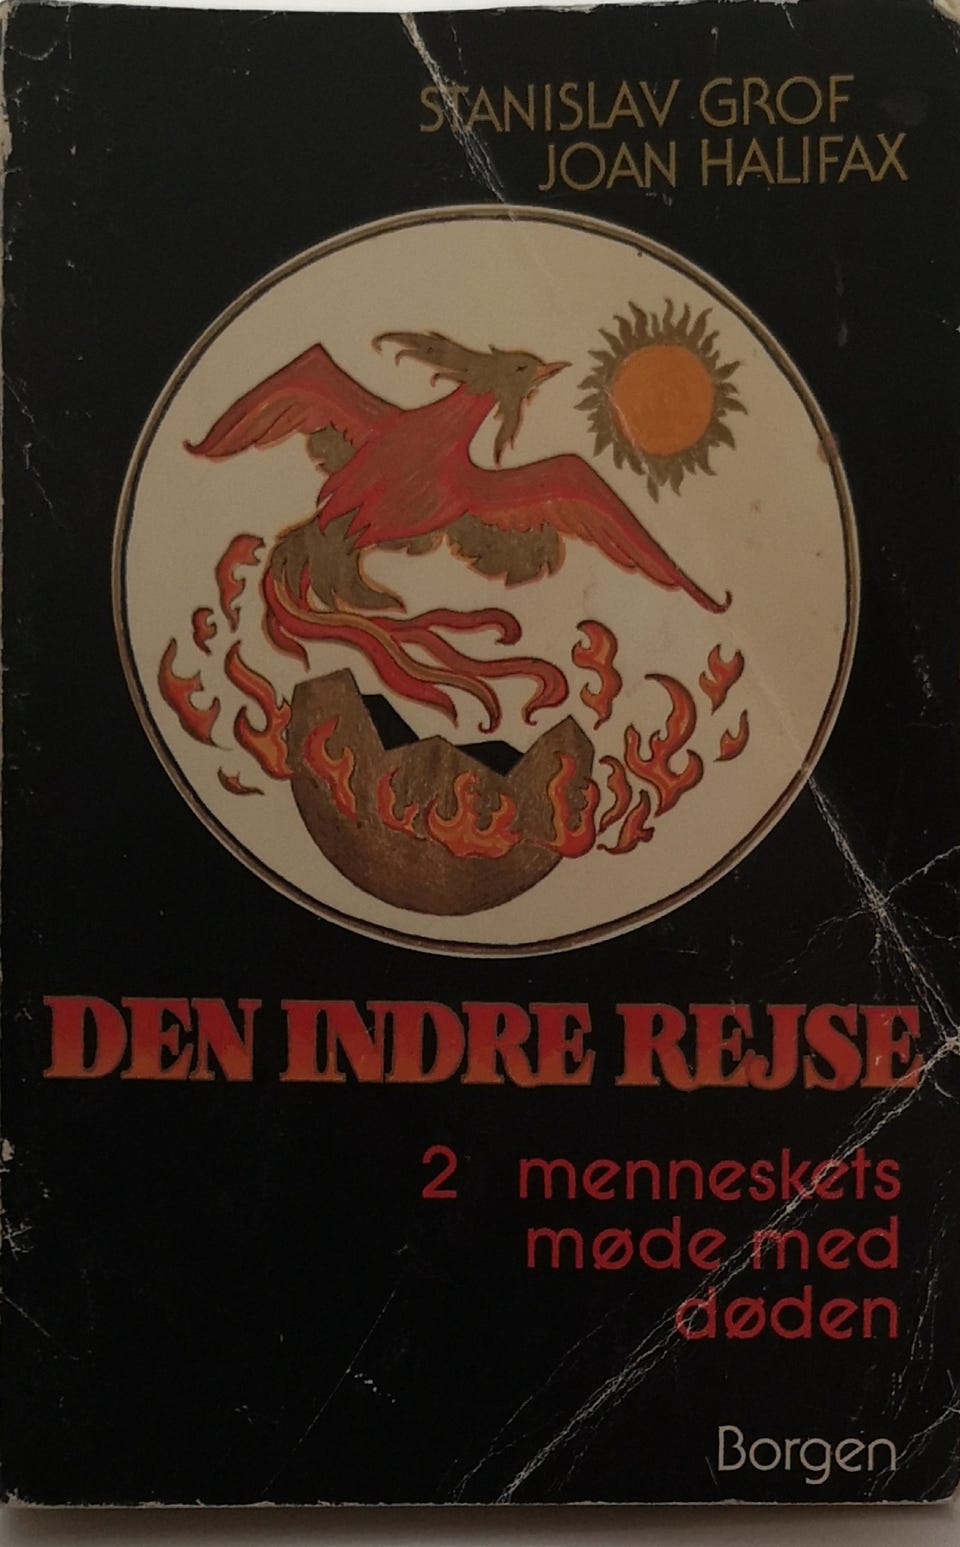 STANISLAV GROF
JOAN HALIFAX
DEN INDRE REJSE
2 menneskets
møde med
døden
Borgen